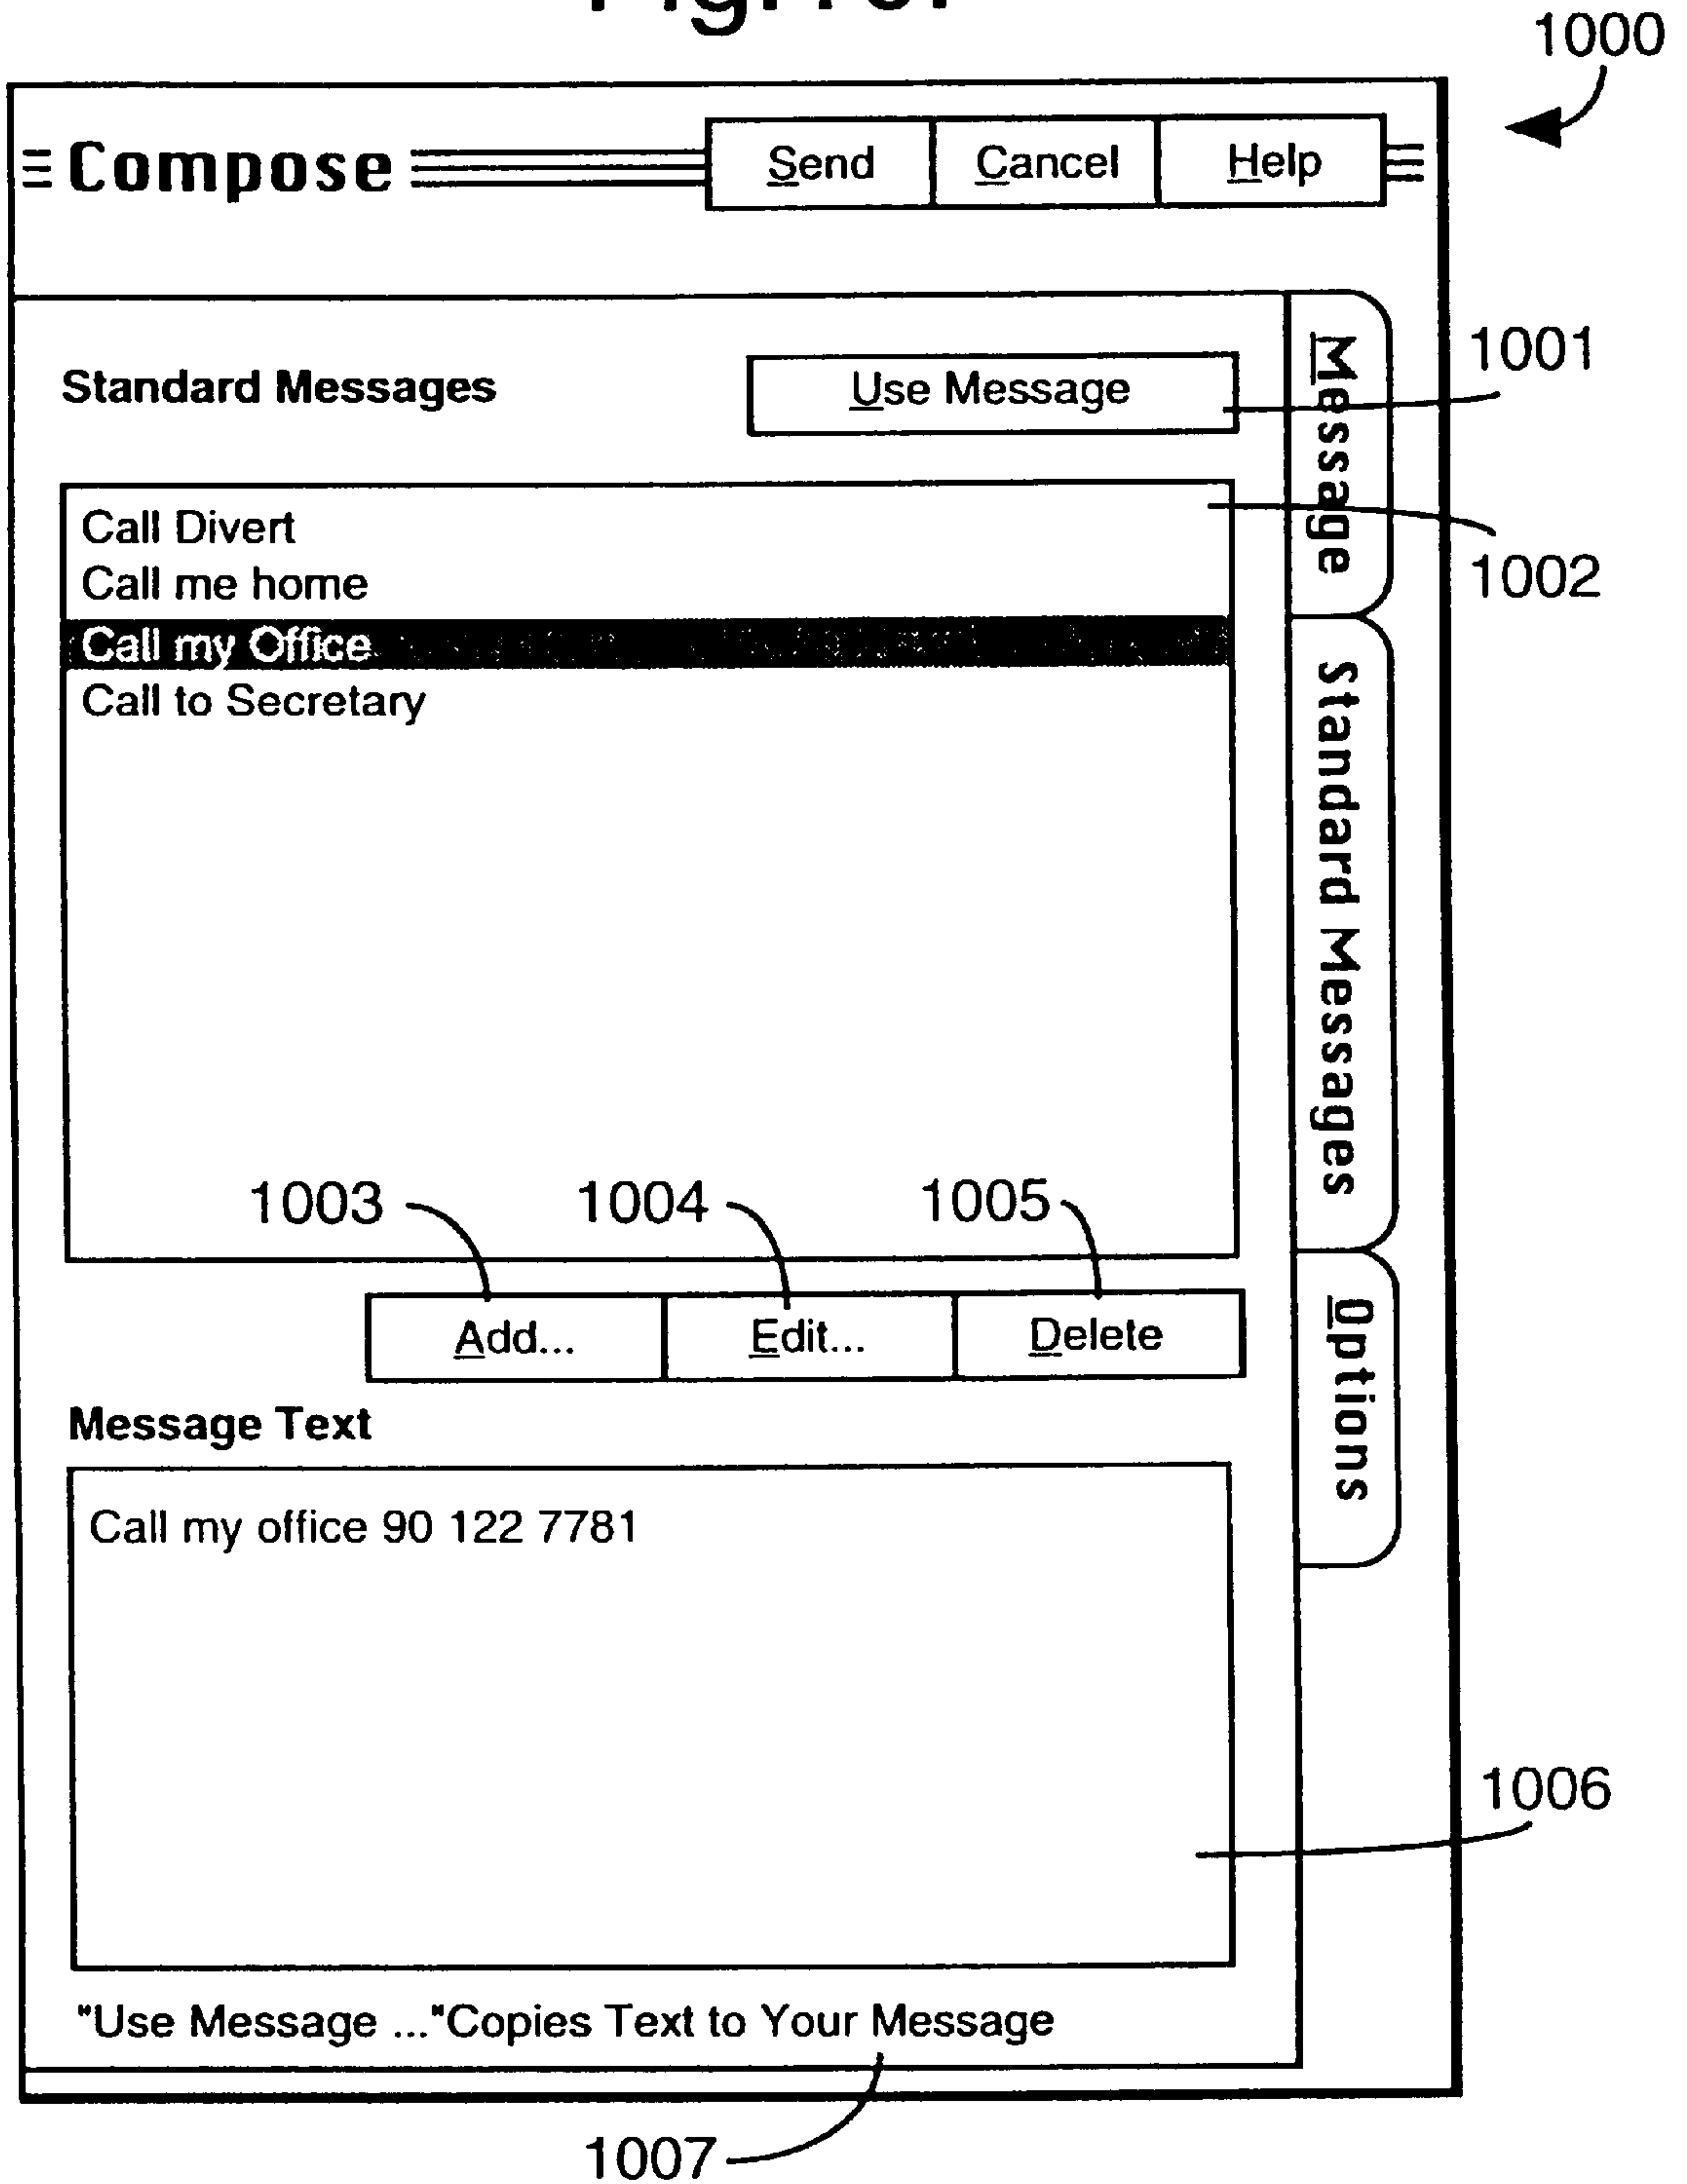 1000
Compose Send Cancel Help
Standard Messages Use Message
1001
Call Divert
Call me home
1002
Call my Office
Call to Secretary
Message
Standard Messages
Options
1003 1004 1005
Add... Edit... Delete
Message Text
Call my office 90 122 7781
1006
"Use Message ..."Copies Text to Your Message
1007